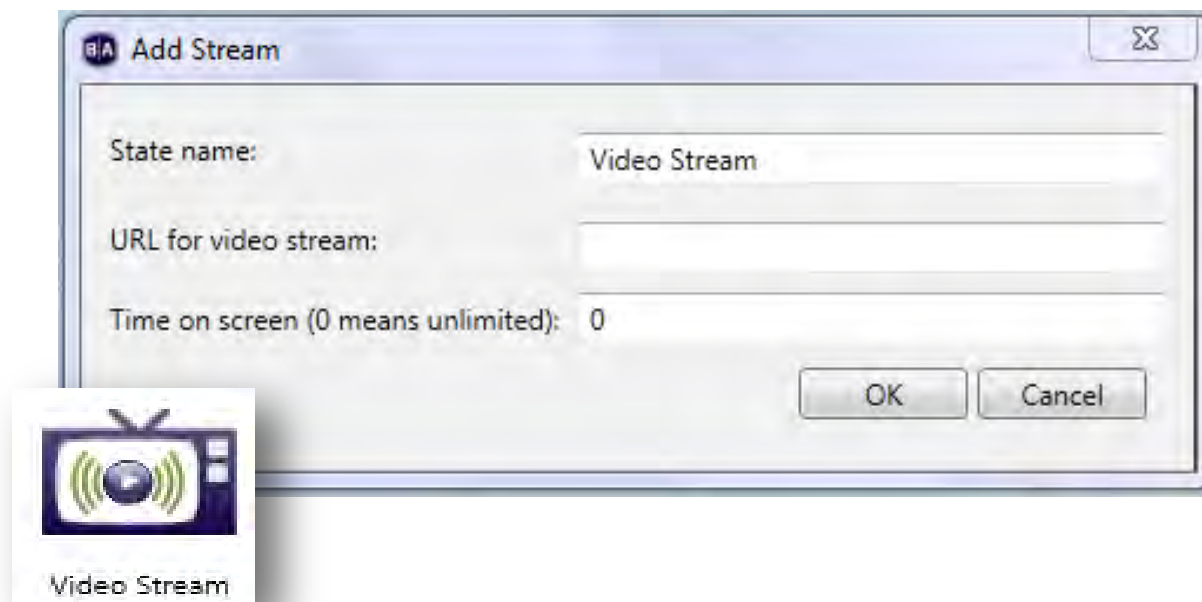 BA Add Stream
State name: Video Stream
URL for video stream:
Time on screen (0 means unlimited): 0
OK Cancel
Video Stream